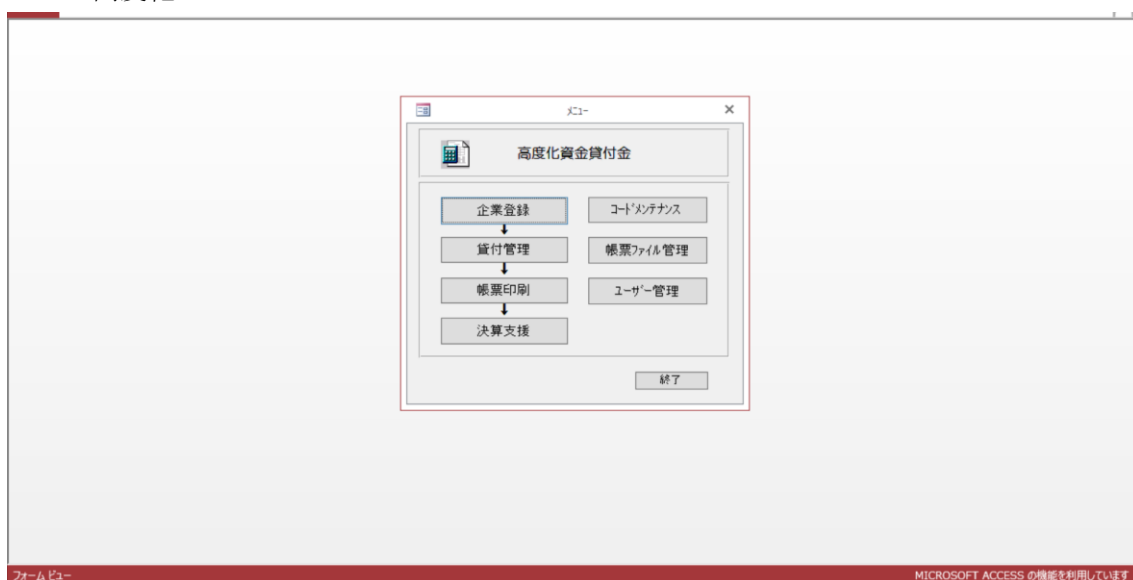 ﾒﾆｭｰ
高度化資金貸付金
企業登録
ｺｰﾄﾞﾒﾝﾃﾅﾝｽ
貸付管理
帳票ﾌｧｲﾙ管理
帳票印刷
ﾕｰｻﾞｰ管理
決算支援
終了
フォーム ビュー
MICROSOFT ACCESS の機能を利用しています